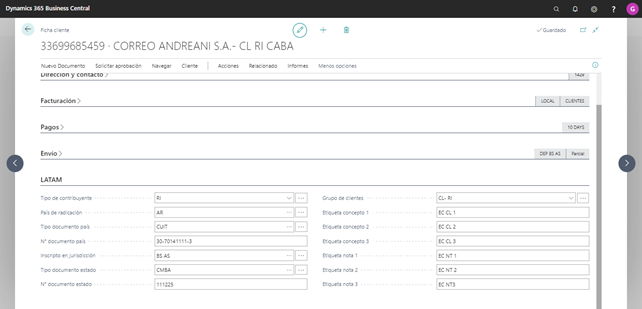 Dynamics 365 Business Central
G
Ficha cliente
Guardado
33699685459 · CORREO ANDREANI S.A.- CL RI CABA
Nuevo Documento Solicitar aprobación Navegar Cliente Acciones Relacionado Informes Menos opciones
Dirección y contacto 1426
Facturación LOCAL CLIENTES
Pagos 10 DAYS
Envío DEP BS AS Parcial
LATAM
Tipo de contribuyente RI Grupo de clientes CL- RI
País de radicación AR Etiqueta concepto 1 EC CL 1
Tipo documento país CUIT Etiqueta concepto 2 EC CL 2
Nº documento país 30-70141111-3 Etiqueta concepto 3 EC CL 3
Inscripto en jurisdicción BS AS Etiqueta nota 1 EC NT 1
Tipo documento estado CMBA Etiqueta nota 2 EC NT 2
Nº documento estado 111225 Etiqueta nota 3 EC NT3